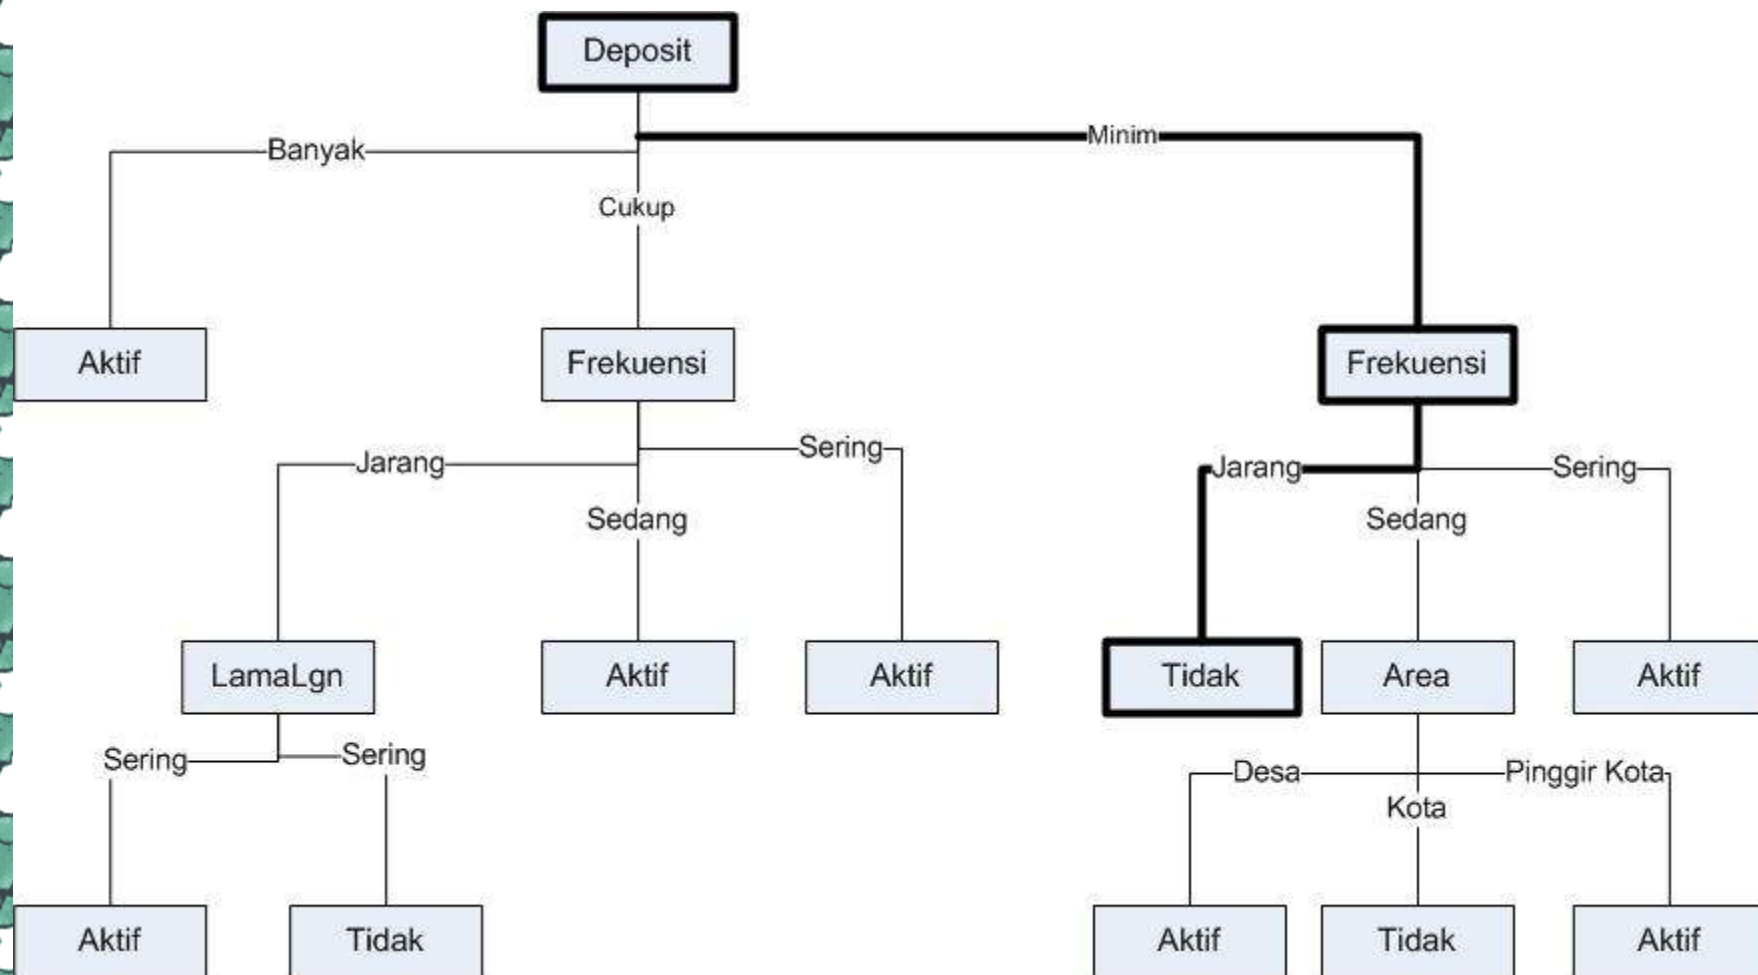 Deposit
Banyak
Minim
Cukup
Aktif
Frekuensi
Frekuensi
Jarang
Sering
Jarang
Sering
Sedang
Sedang
LamaLgn
Aktif
Aktif
Tidak
Area
Aktif
Sering
Sering
Desa
Pinggir Kota
Kota
Aktif
Tidak
Aktif
Tidak
Aktif